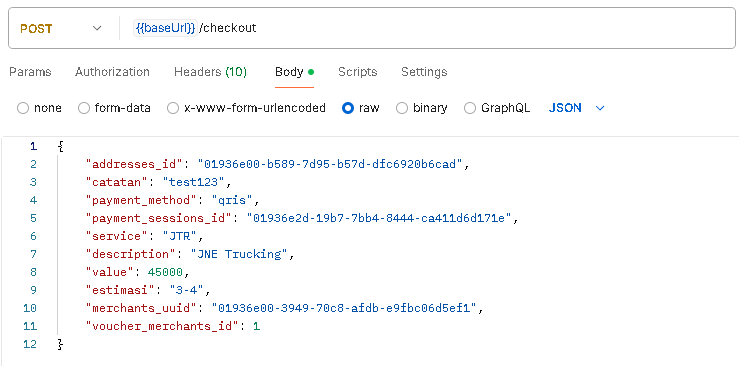 POST {{baseUrl}} /checkout
Params Authorization Headers (10) Body Scripts Settings
none form-data x-www-form-urlencoded raw binary GraphQL JSON
1 {
2 "addresses_id": "01936e00-b589-7d95-b57d-dfc6920b6cad",
3 "catatan": "test123",
4 "payment_method": "qris",
5 "payment_sessions_id": "01936e2d-19b7-7bb4-8444-ca411d6d171e",
6 "service": "JTR",
7 "description": "JNE Trucking",
8 "value": 45000,
9 "estimasi": "3-4",
10 "merchants_uuid": "01936e00-3949-70c8-afdb-e9fbc06d5ef1",
11 "voucher_merchants_id": 1
12 }